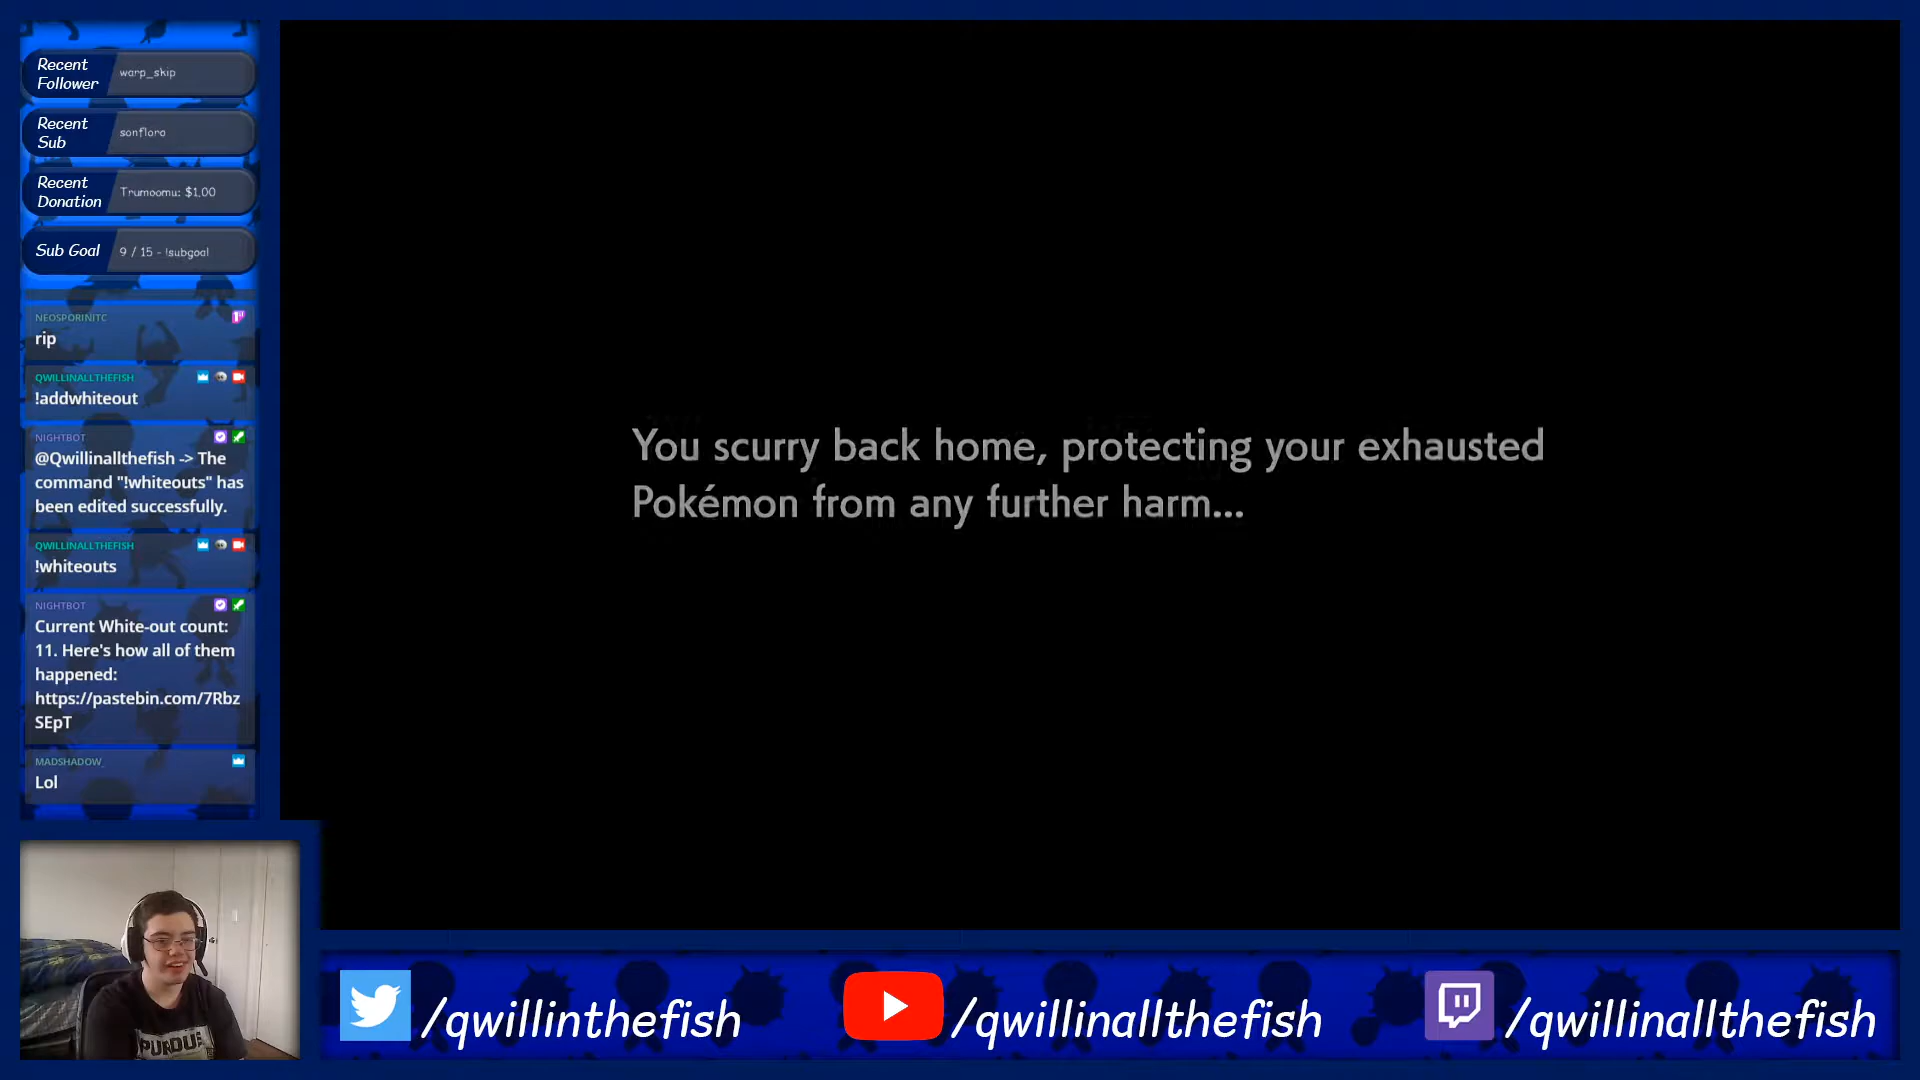 Recent
Follower
warp_skip
Recent
Sub
sonfloro
Recent
Donation
Trumoomu: $1.00
Sub Goal
9 / 15 - !subgoal
NEOSPORINITC
rip
QWILLINALLTHEFISH
!addwhiteout
NIGHTBOT
@Qwillinallthefish -> The
command "!whiteouts" has
been edited successfully.
QWILLINALLTHEFISH
!whiteouts
NIGHTBOT
Current White-out count:
11. Here's how all of them
happened:
https://pastebin.com/7Rbz
SEpT
MADSHADOW_
Lol
You scurry back home, protecting your exhausted
Pokémon from any further harm...
PURDUE
/qwillinthefish
/qwillinallthefish
/qwillinallthefish